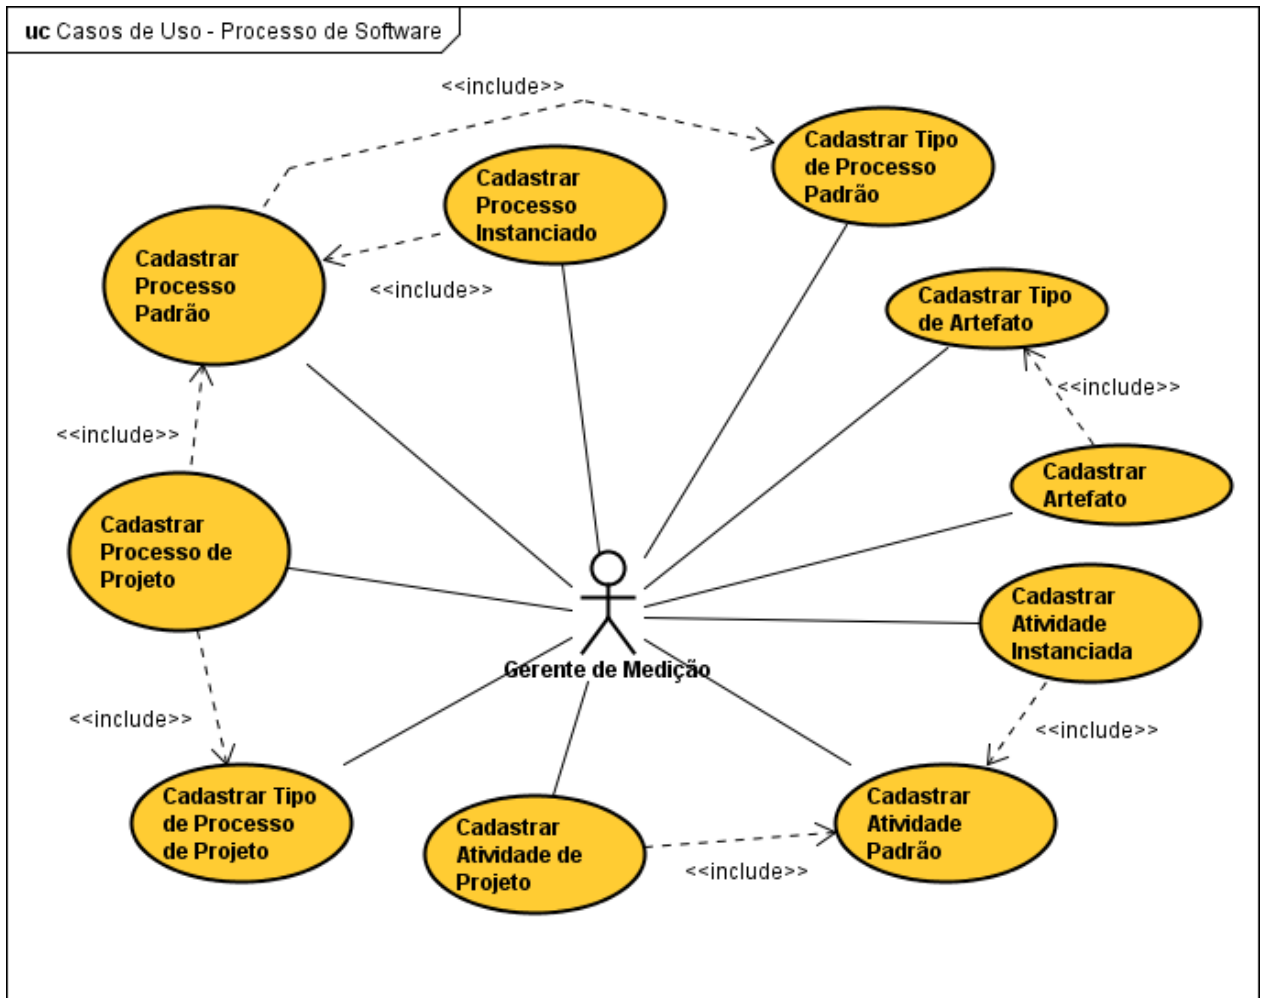 uc Casos de Uso - Processo de Software
<<include>>
Cadastrar Tipo
de Processo
Padrão
Cadastrar
Processo
Instanciado
Cadastrar
Processo
Padrão
<<include>>
Cadastrar Tipo
de Artefato
<<include>>
<<include>>
Cadastrar
Artefato
Cadastrar
Processo de
Projeto
Cadastrar
Atividade
Instanciada
Gerente de Medição
<<include>>
<<include>>
Cadastrar Tipo
de Processo
de Projeto
Cadastrar
Atividade de
Projeto
<<include>>
Cadastrar
Atividade
Padrão